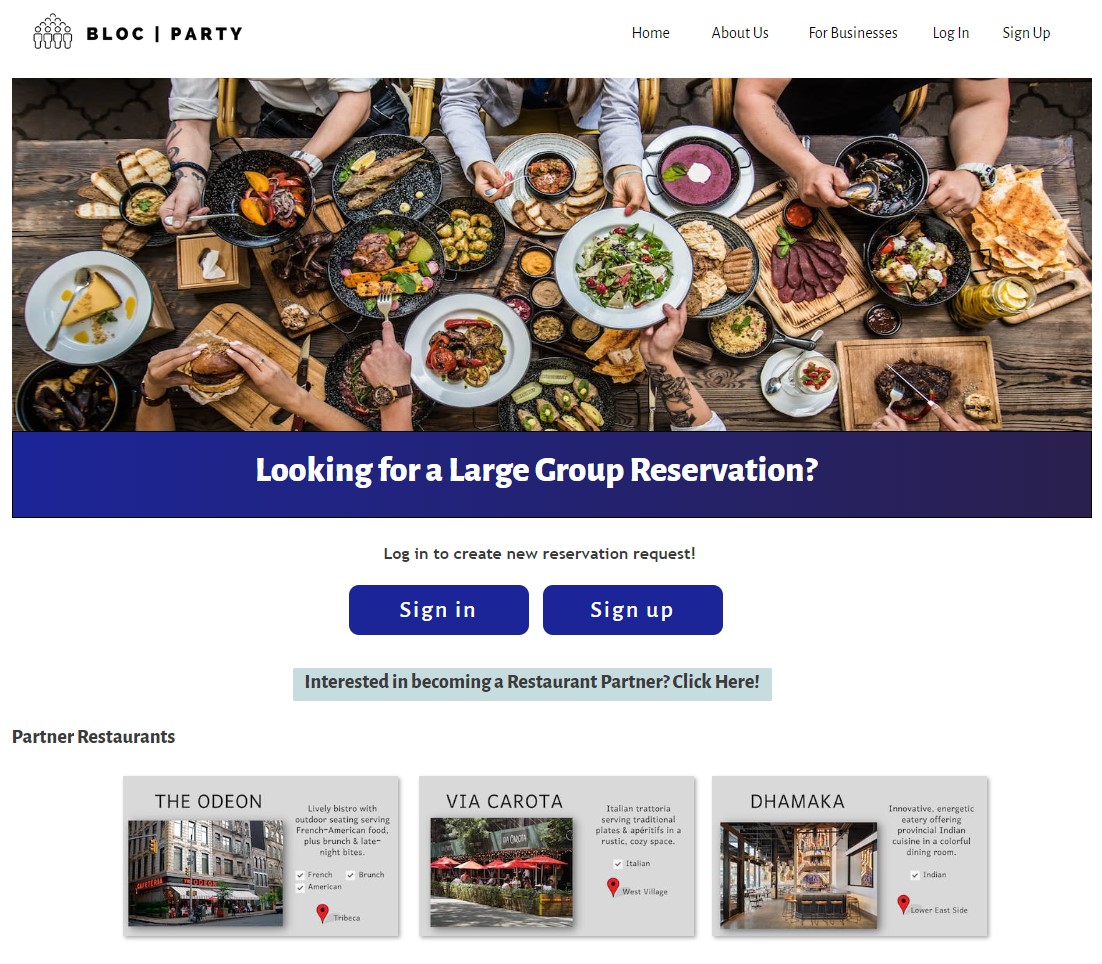 BLOC | PARTY
Home About Us For Businesses Log In Sign Up
Looking for a Large Group Reservation?
Log in to create new reservation request!
Sign in Sign up
Interested in becoming a Restaurant Partner? Click Here!
Partner Restaurants
THE ODEON
Lively bistro with
outdoor seating serving
French-American food,
plus brunch & late-
night bites.
French Brunch
American
Tribeca
CAFETERIA
VIA CAROTA
Italian trattoria
serving traditional
plates & apéritifs in a
rustic, cozy space.
Italian
West Village
VIA CAROTA
DHAMAKA
Innovative, energetic
eatery offering
provincial Indian
cuisine in a colorful
dining room.
Indian
Lower East Side